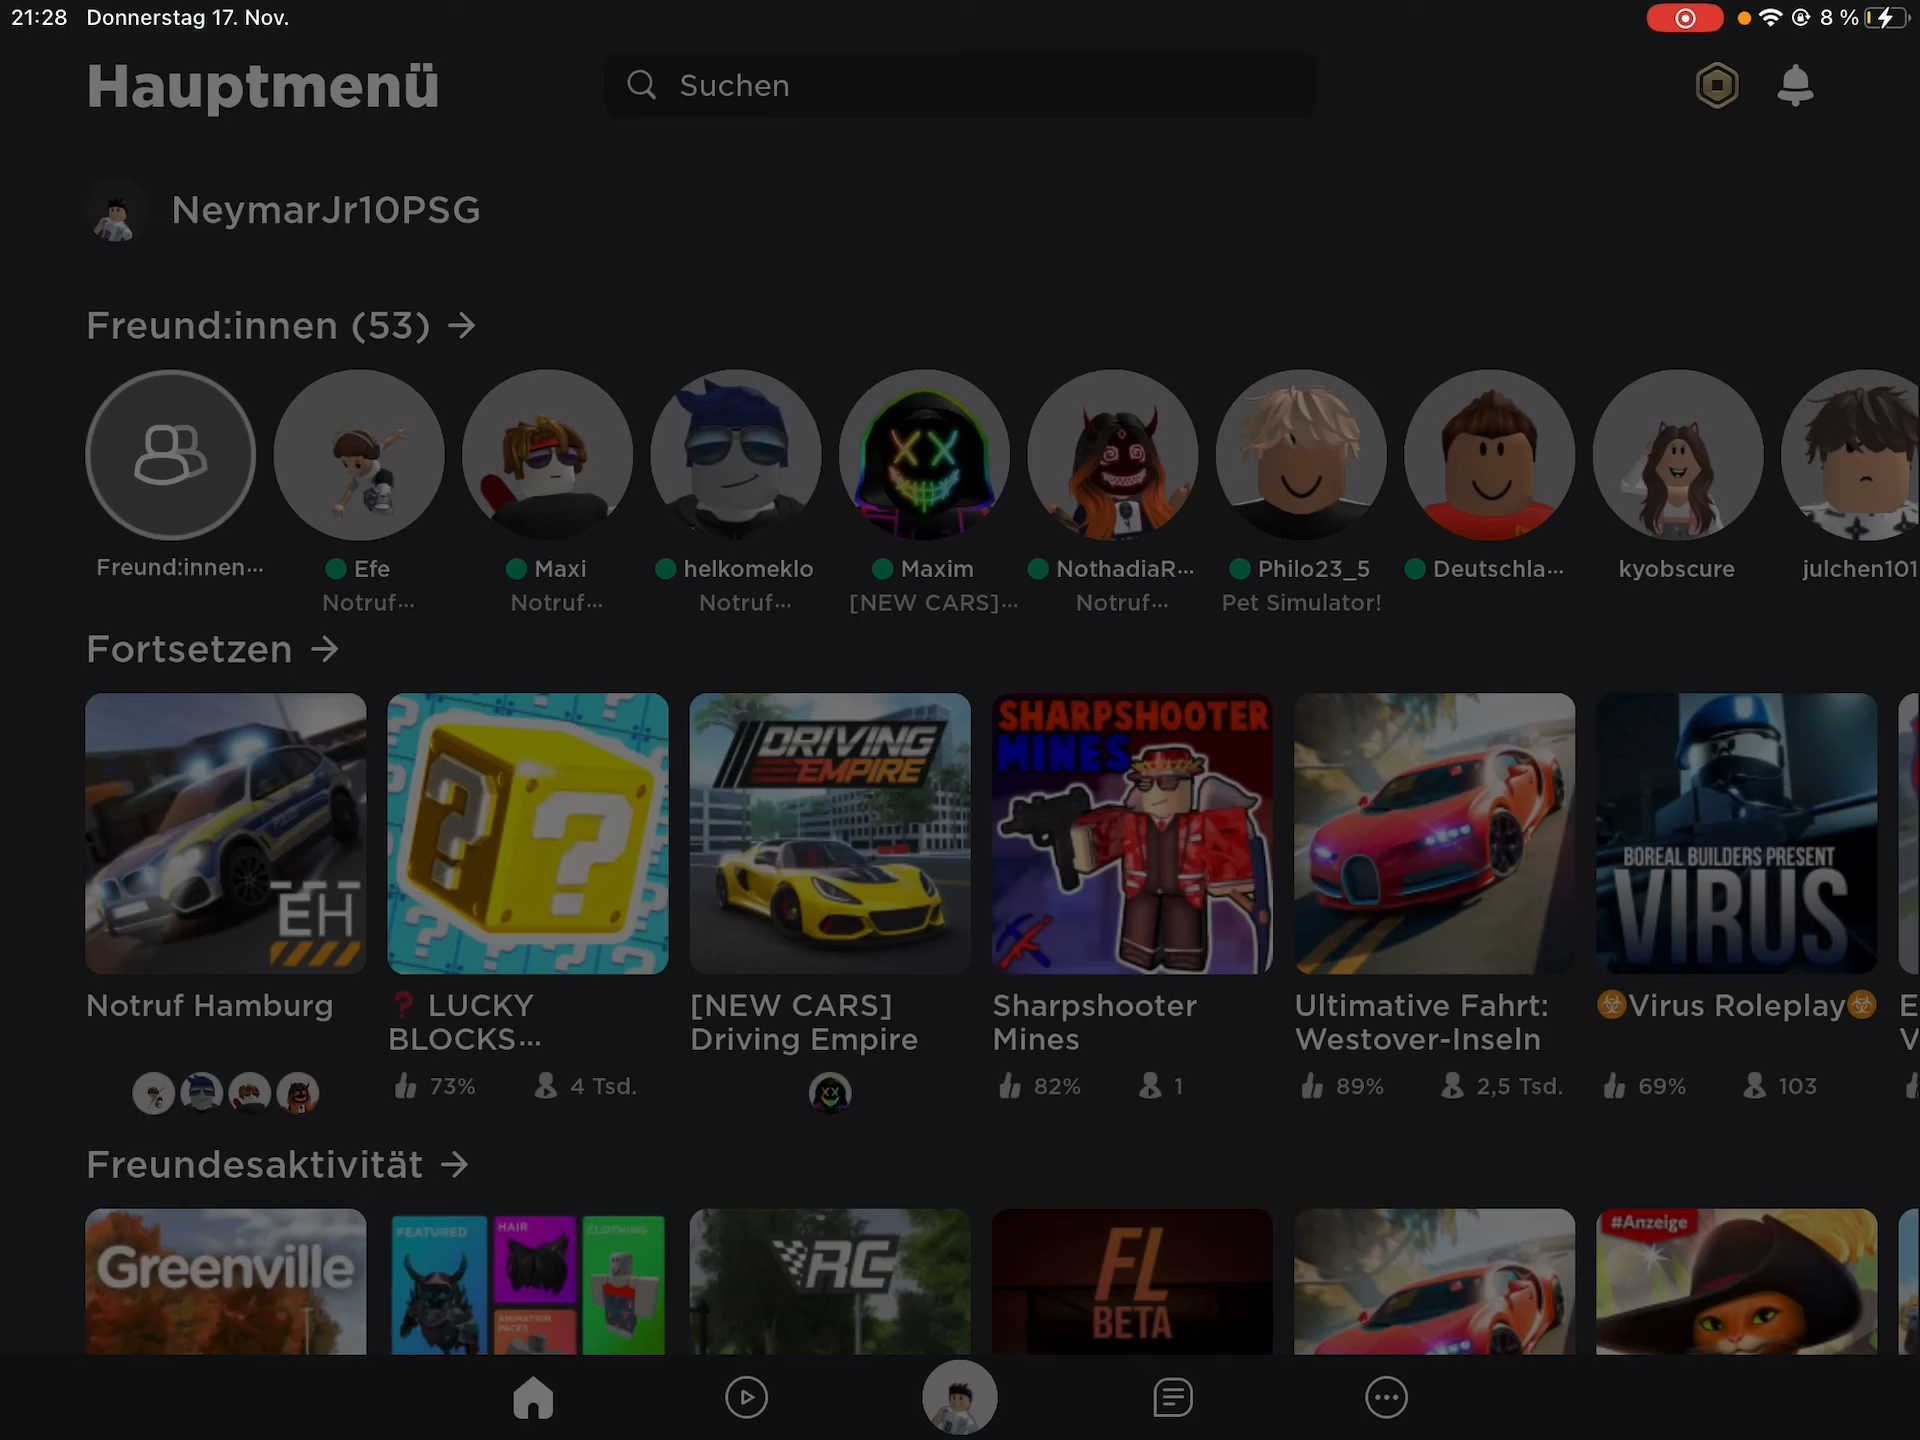 21:28 Donnerstag 17. Nov.
8 %
Hauptmenü
Suchen
NeymarJr10PSG
Freund:innen (53) →
Freund:innen...
Efe
Maxi
helkomeklo
Maxim
NothadiaR...
Philo23_5
Deutschla...
kyobscure
julchen101
Notruf...
Notruf...
Notruf...
[NEW CARS]...
Notruf...
Pet Simulator!
Fortsetzen →
DRIVING
EMPIRE
SHARPSHOOTER
MINES
EH
BOREAL BUILDERS PRESENT
VIRUS
Notruf Hamburg
❓ LUCKY
BLOCKS...
[NEW CARS]
Driving Empire
Sharpshooter
Mines
Ultimative Fahrt:
Westover-Inseln
☣Virus Roleplay☣
E
V
73%
4 Tsd.
82%
1
89%
2,5 Tsd.
69%
103
Freundesaktivität →
Greenville
FEATURED
HAIR
CLOTHING
ANIMATION
PACKS
RC
FL
BETA
#Anzeige